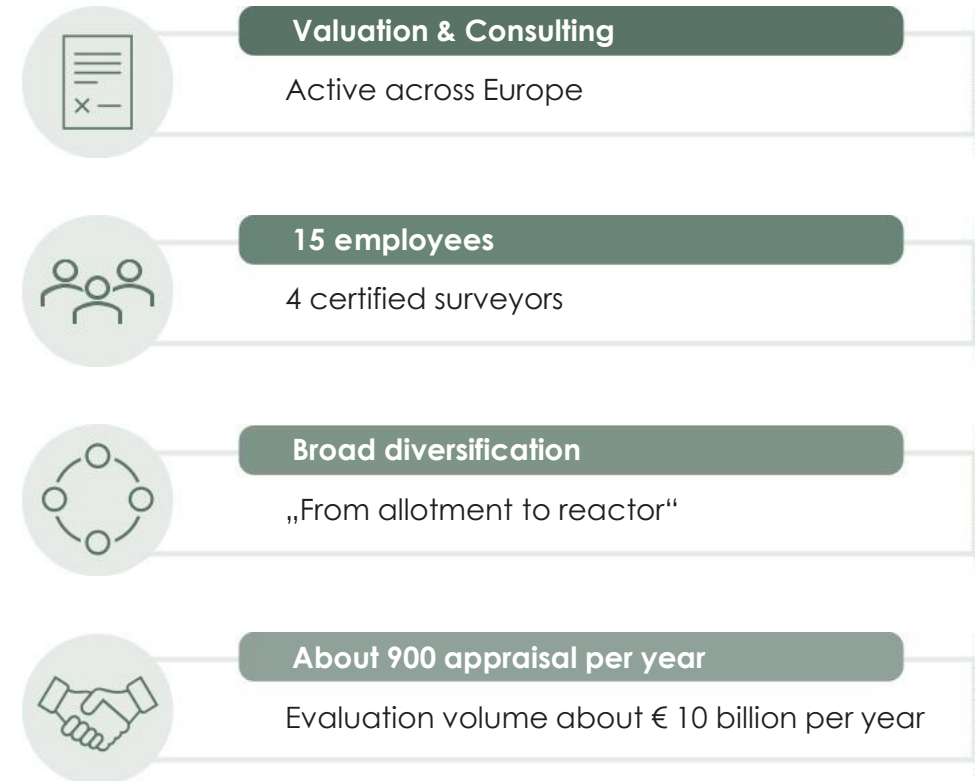 Valuation & Consulting
Active across Europe
15 employees
4 certified surveyors
Broad diversification
„From allotment to reactor“
About 900 appraisal per year
Evaluation volume about € 10 billion per year